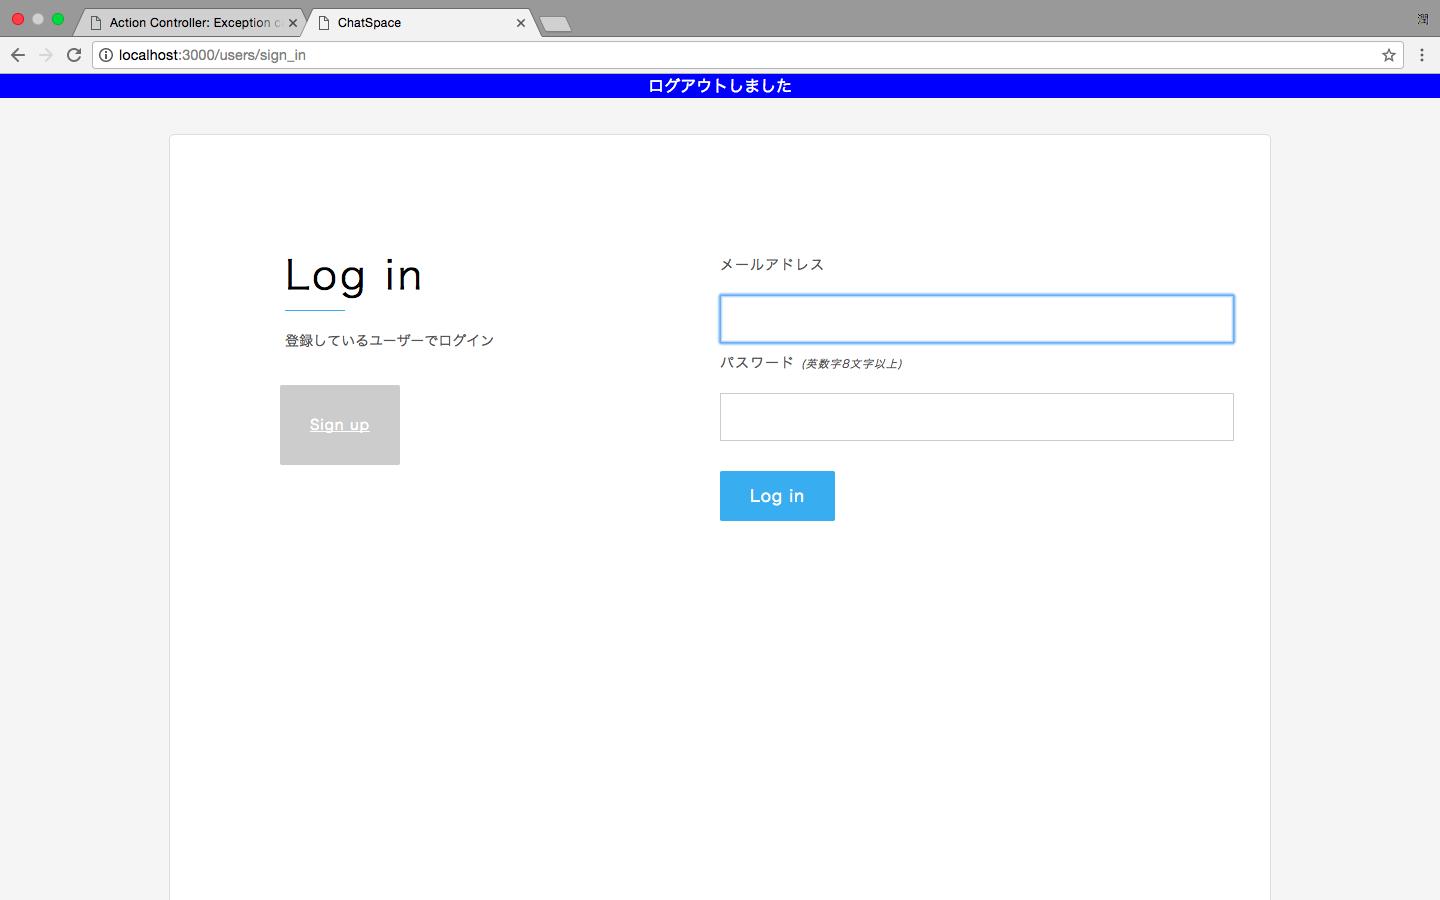 Action Controller: Exception c
ChatSpace
潤
localhost:3000/users/sign_in
ログアウトしました
Log in
登録しているユーザーでログイン
Sign up
メールアドレス
パスワード (英数字8文字以上)
Log in